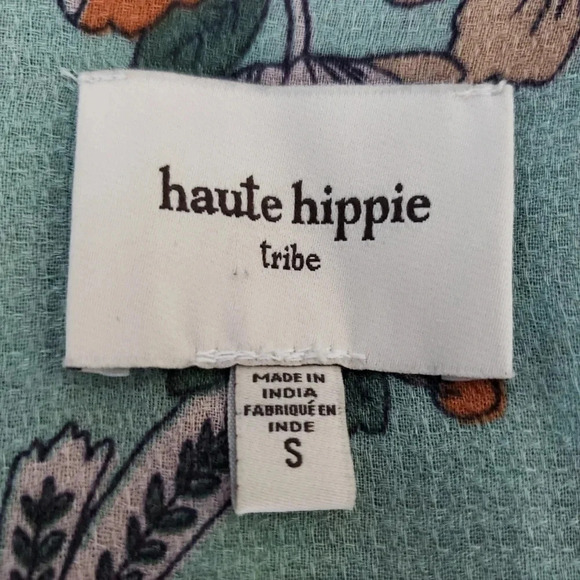 haute hippie
tribe
MADE IN
INDIA
FABRIQUÉ EN
INDE
S